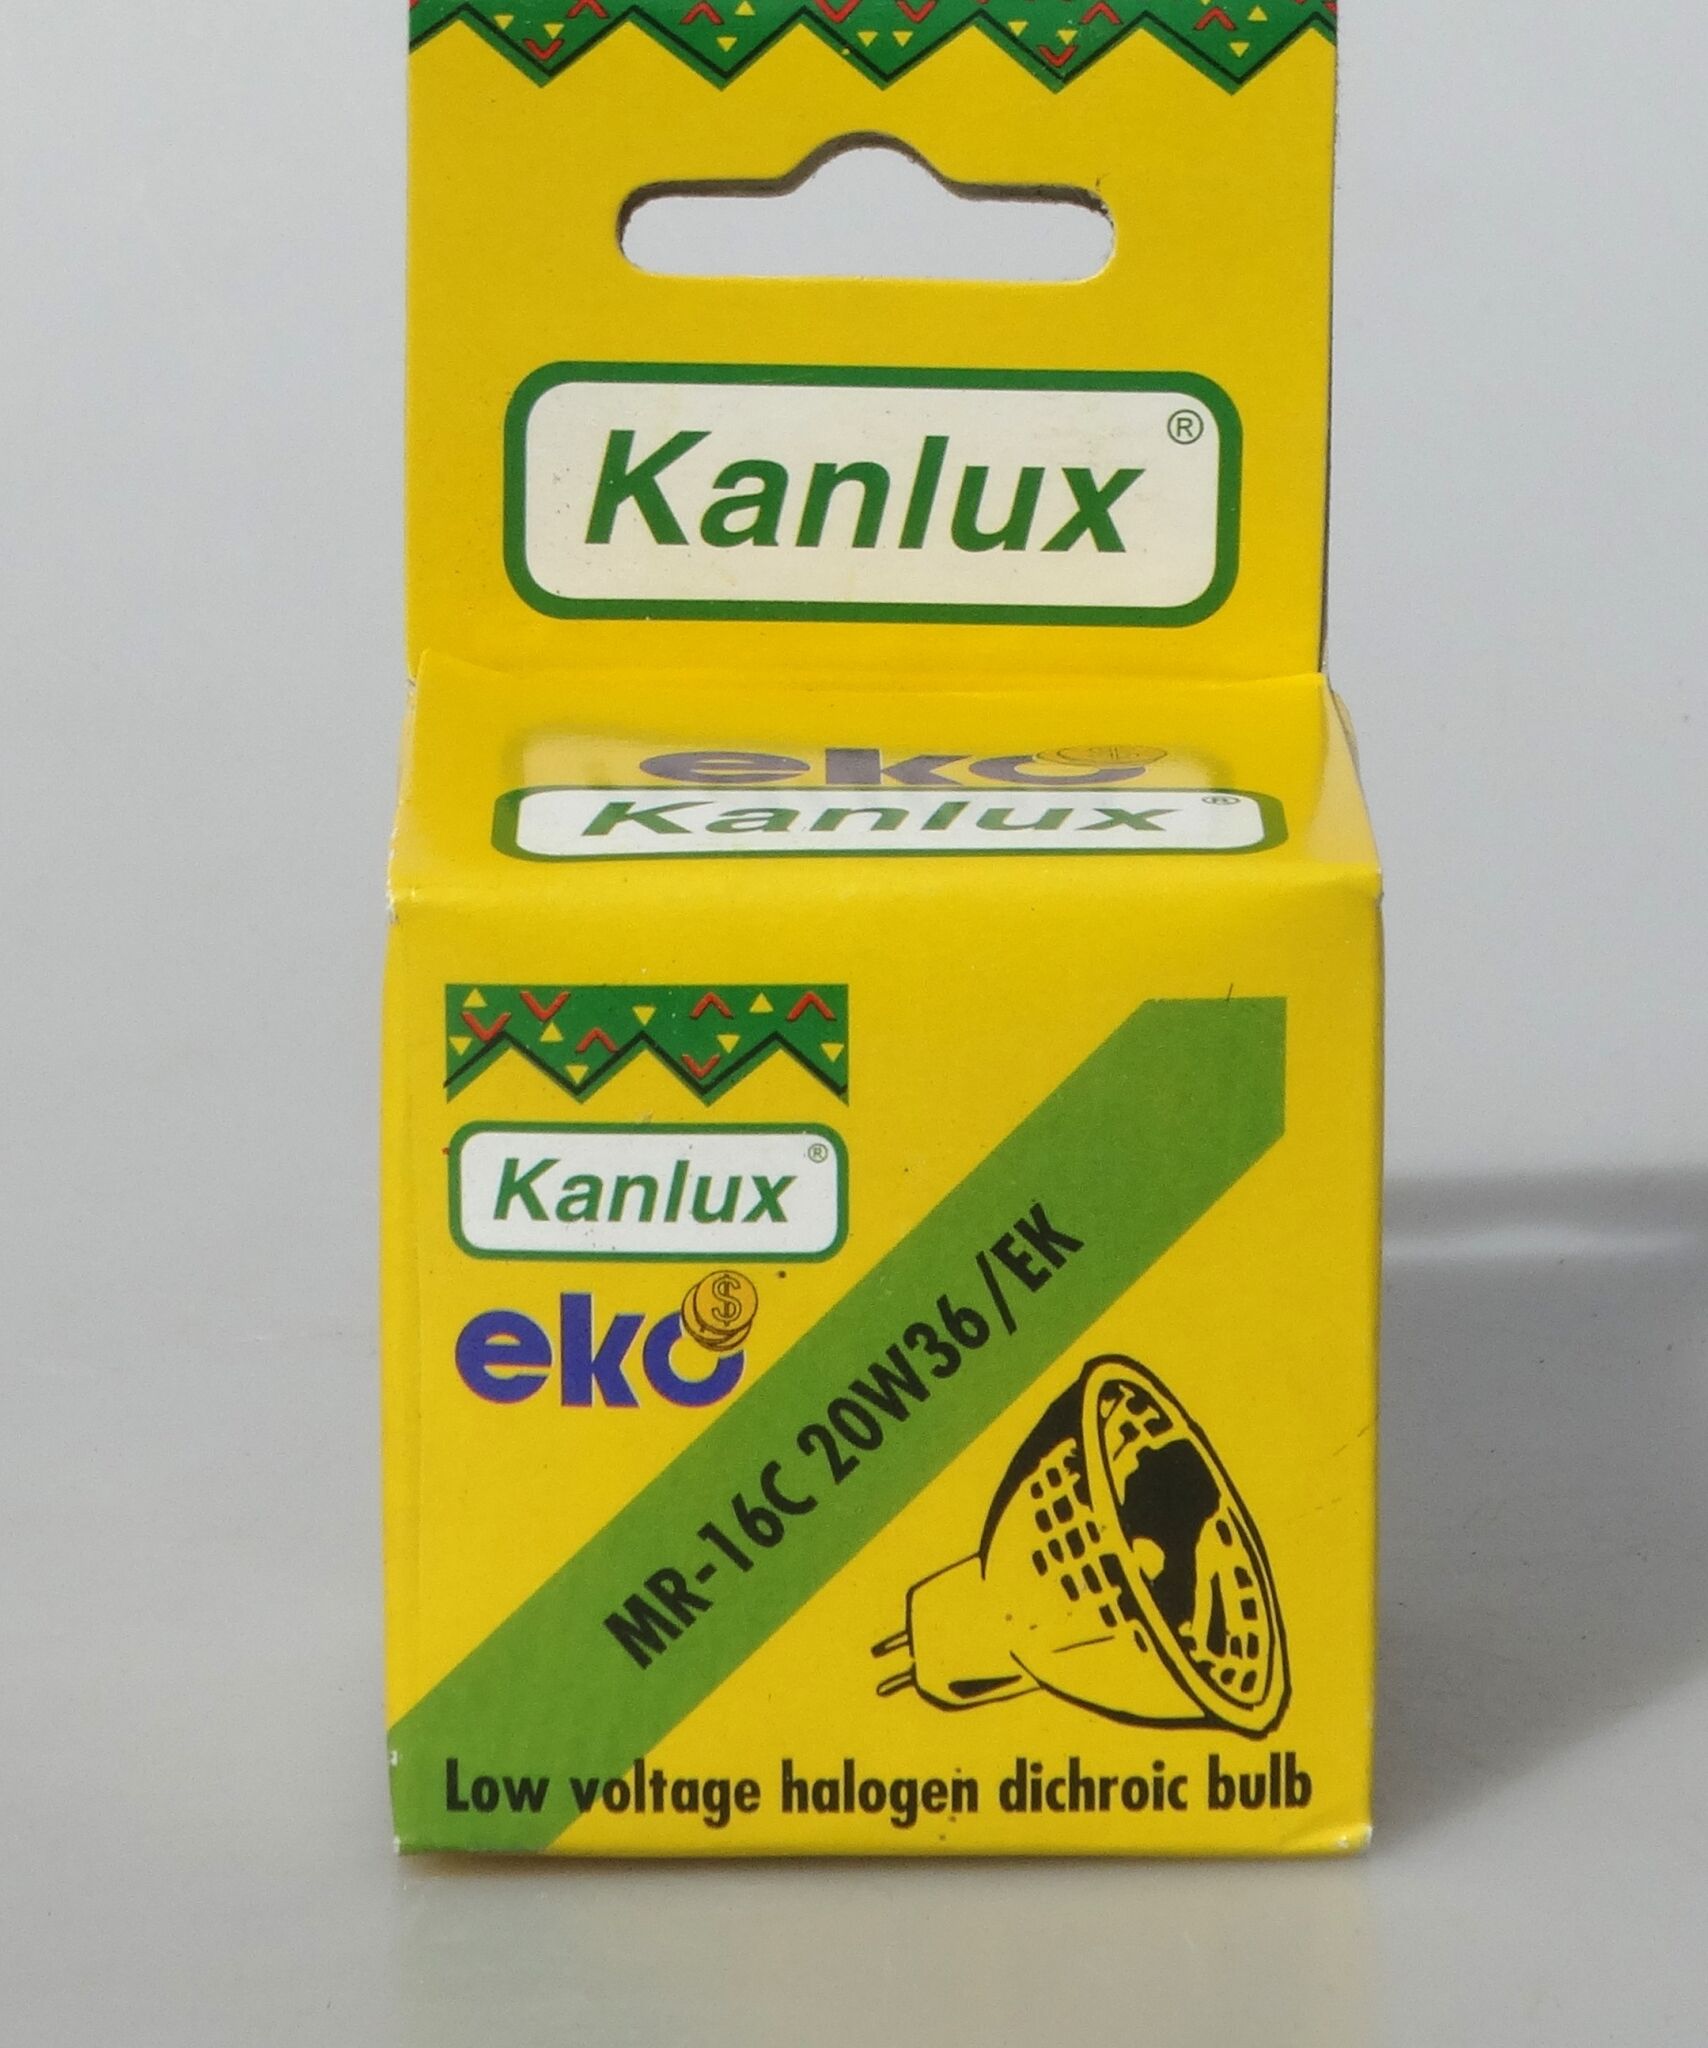 Kanlux ®
eko
Kanlux ®
Kanlux ®
eko $
MR-16C 20W36/EK
Low voltage halogen dichroic bulb